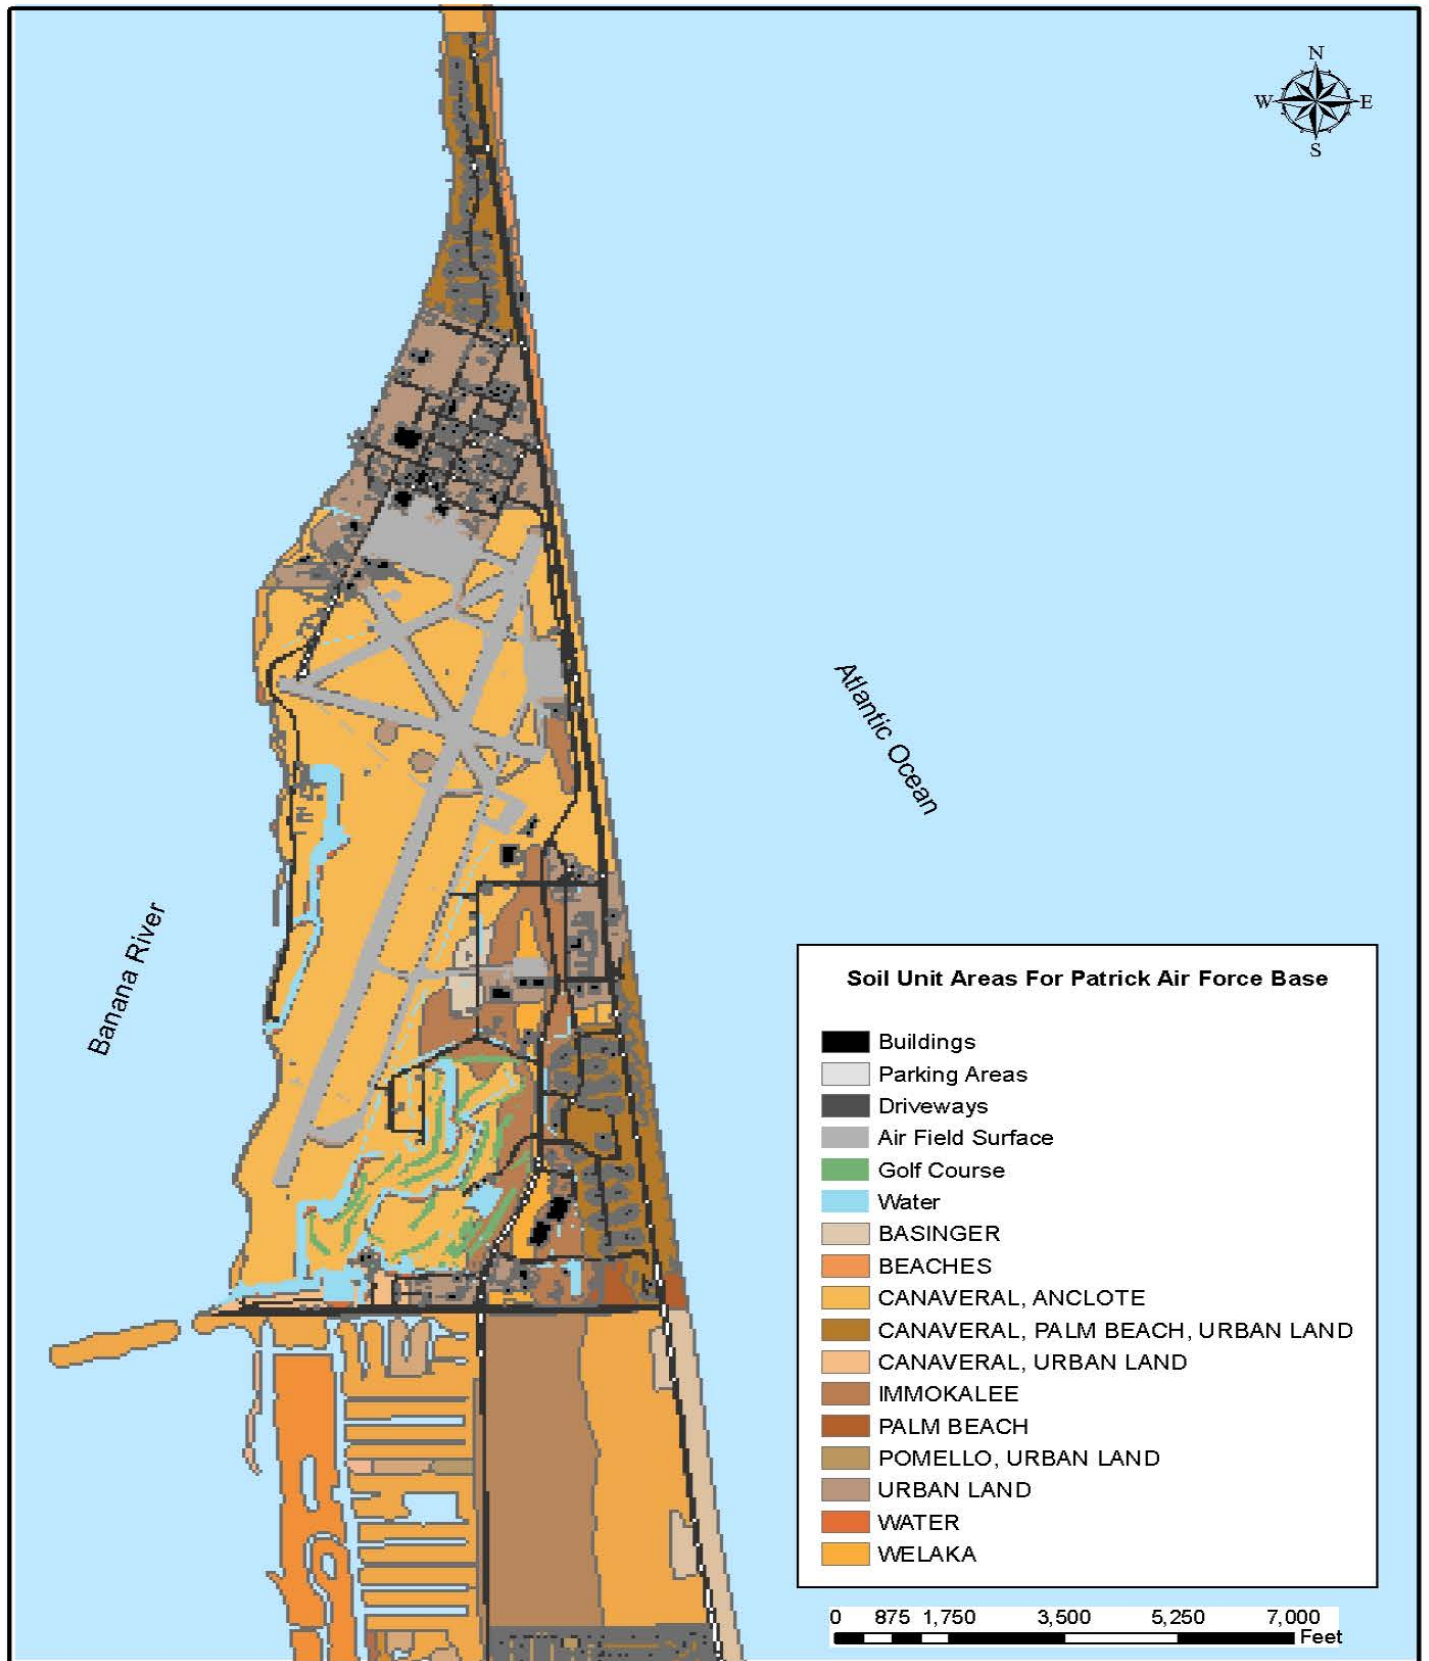 N
W E
S
Atlantic Ocean
Banana River
Soil Unit Areas For Patrick Air Force Base
Buildings
Parking Areas
Driveways
Air Field Surface
Golf Course
Water
BASINGER
BEACHES
CANAVERAL, ANCLOTE
CANAVERAL, PALM BEACH, URBAN LAND
CANAVERAL, URBAN LAND
IMMOKALEE
PALM BEACH
POMELLO, URBAN LAND
URBAN LAND
WATER
WELAKA
0 875 1,750 3,500 5,250 7,000
Feet